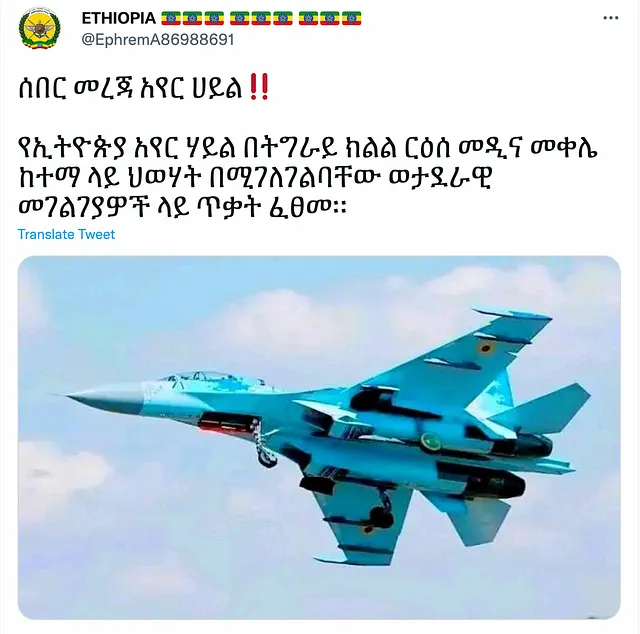 ETHIOPIA 🇪🇹🇪🇹🇪🇹 🇪🇹🇪🇹🇪🇹 🇪🇹🇪🇹🇪🇹
@EphremA86988691
ሰበር መረጃ አየር ሀይል‼️
የኢትዮጵያ አየር ሃይል በትግራይ ክልል ርዕሰ መዲና መቀሌ
ከተማ ላይ ህወሃት በሚገለገልባቸው ወታደራዊ
መገልገያዎች ላይ ጥቃት ፈፀመ።
Translate Tweet